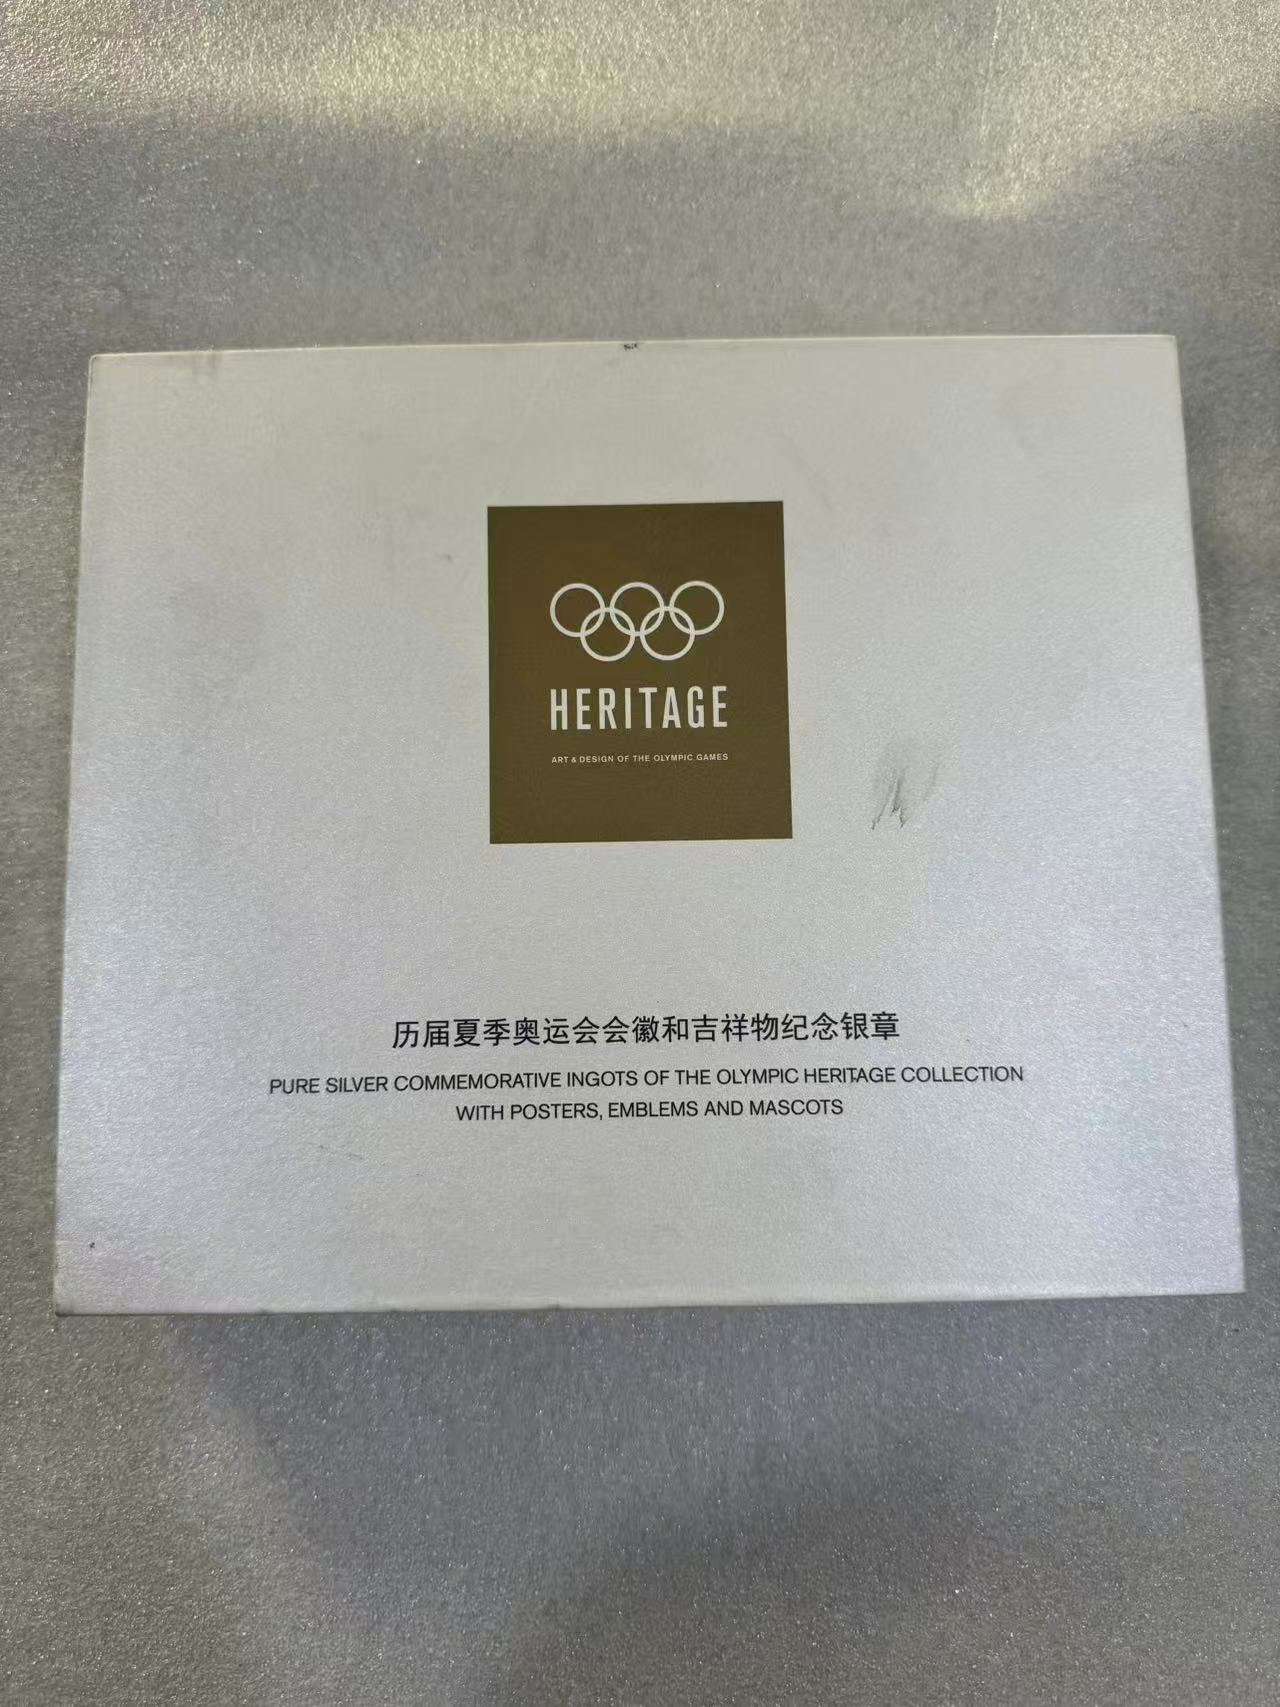 HERITAGE
ART & DESIGN OF THE OLYMPIC GAMES
历届夏季奥运会会徽和吉祥物纪念银章
PURE SILVER COMMEMORATIVE INGOTS OF THE OLYMPIC HERITAGE COLLECTION
WITH POSTERS, EMBLEMS AND MASCOTS